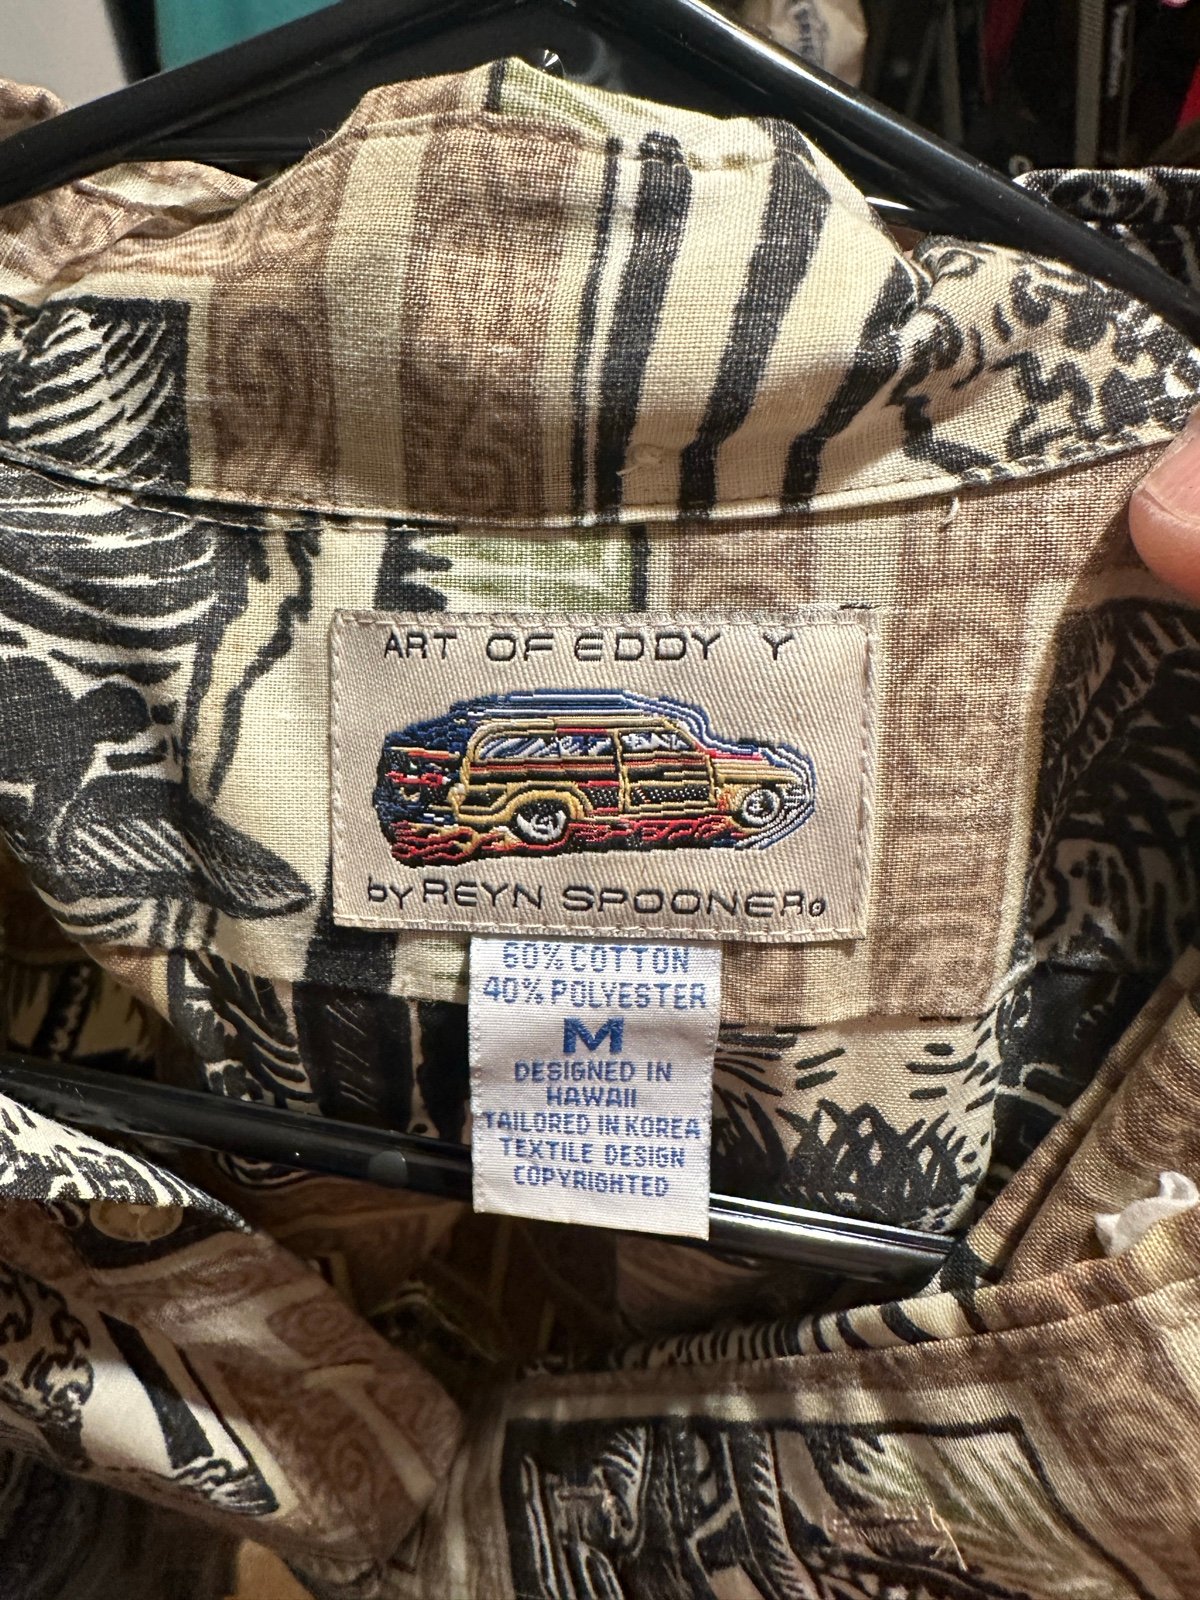 ART OF EDDY Y
by REYN SPOONER®
60% COTTON
40% POLYESTER
M
DESIGNED IN
HAWAII
TAILORED IN KOREA
TEXTILE DESIGN
COPYRIGHTED